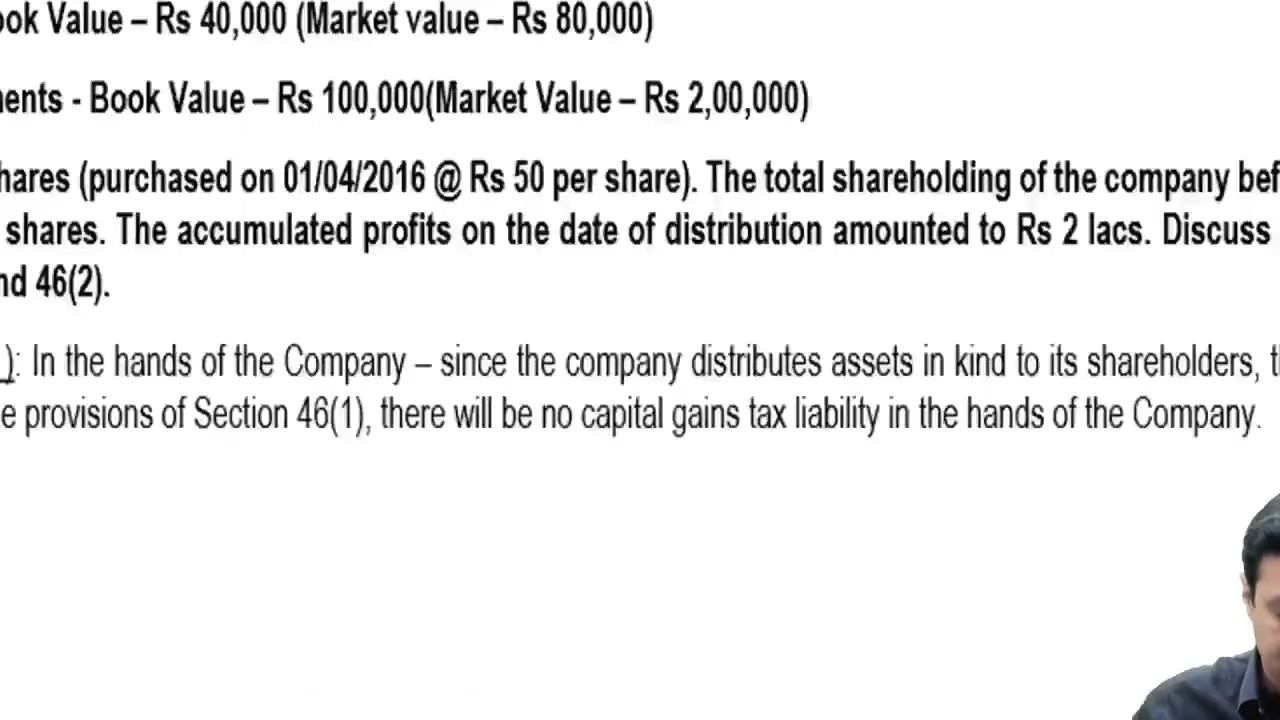 ook Value – Rs 40,000 (Market value – Rs 80,000)
ents - Book Value – Rs 100,000(Market Value – Rs 2,00,000)
hares (purchased on 01/04/2016 @ Rs 50 per share). The total shareholding of the company bef
shares. The accumulated profits on the date of distribution amounted to Rs 2 lacs. Discuss
nd 46(2).
): In the hands of the Company – since the company distributes assets in kind to its shareholders, t
e provisions of Section 46(1), there will be no capital gains tax liability in the hands of the Company.